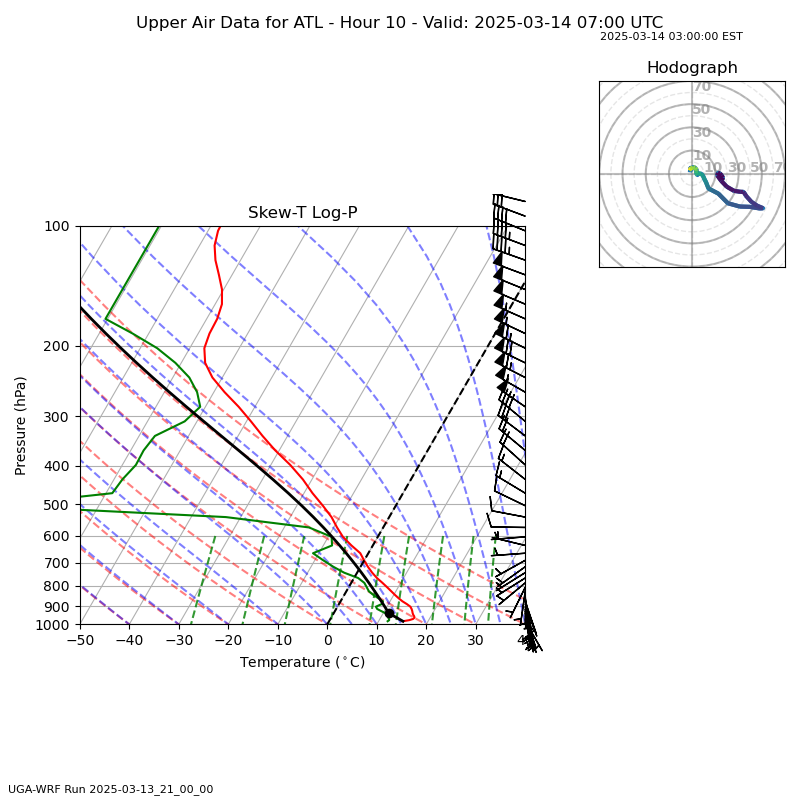 Upper Air Data for ATL - Hour 10 - Valid: 2025-03-14 07:00 UTC
2025-03-14 03:00:00 EST
Hodograph
70
50
30
10
10 30 50 7
Skew-T Log-P
100
200
300
400
500
600
700
800
900
1000
Pressure (hPa)
−50 −40 −30 −20 −10 0 10 20 30 40
Temperature (°C)
UGA-WRF Run 2025-03-13_21_00_00